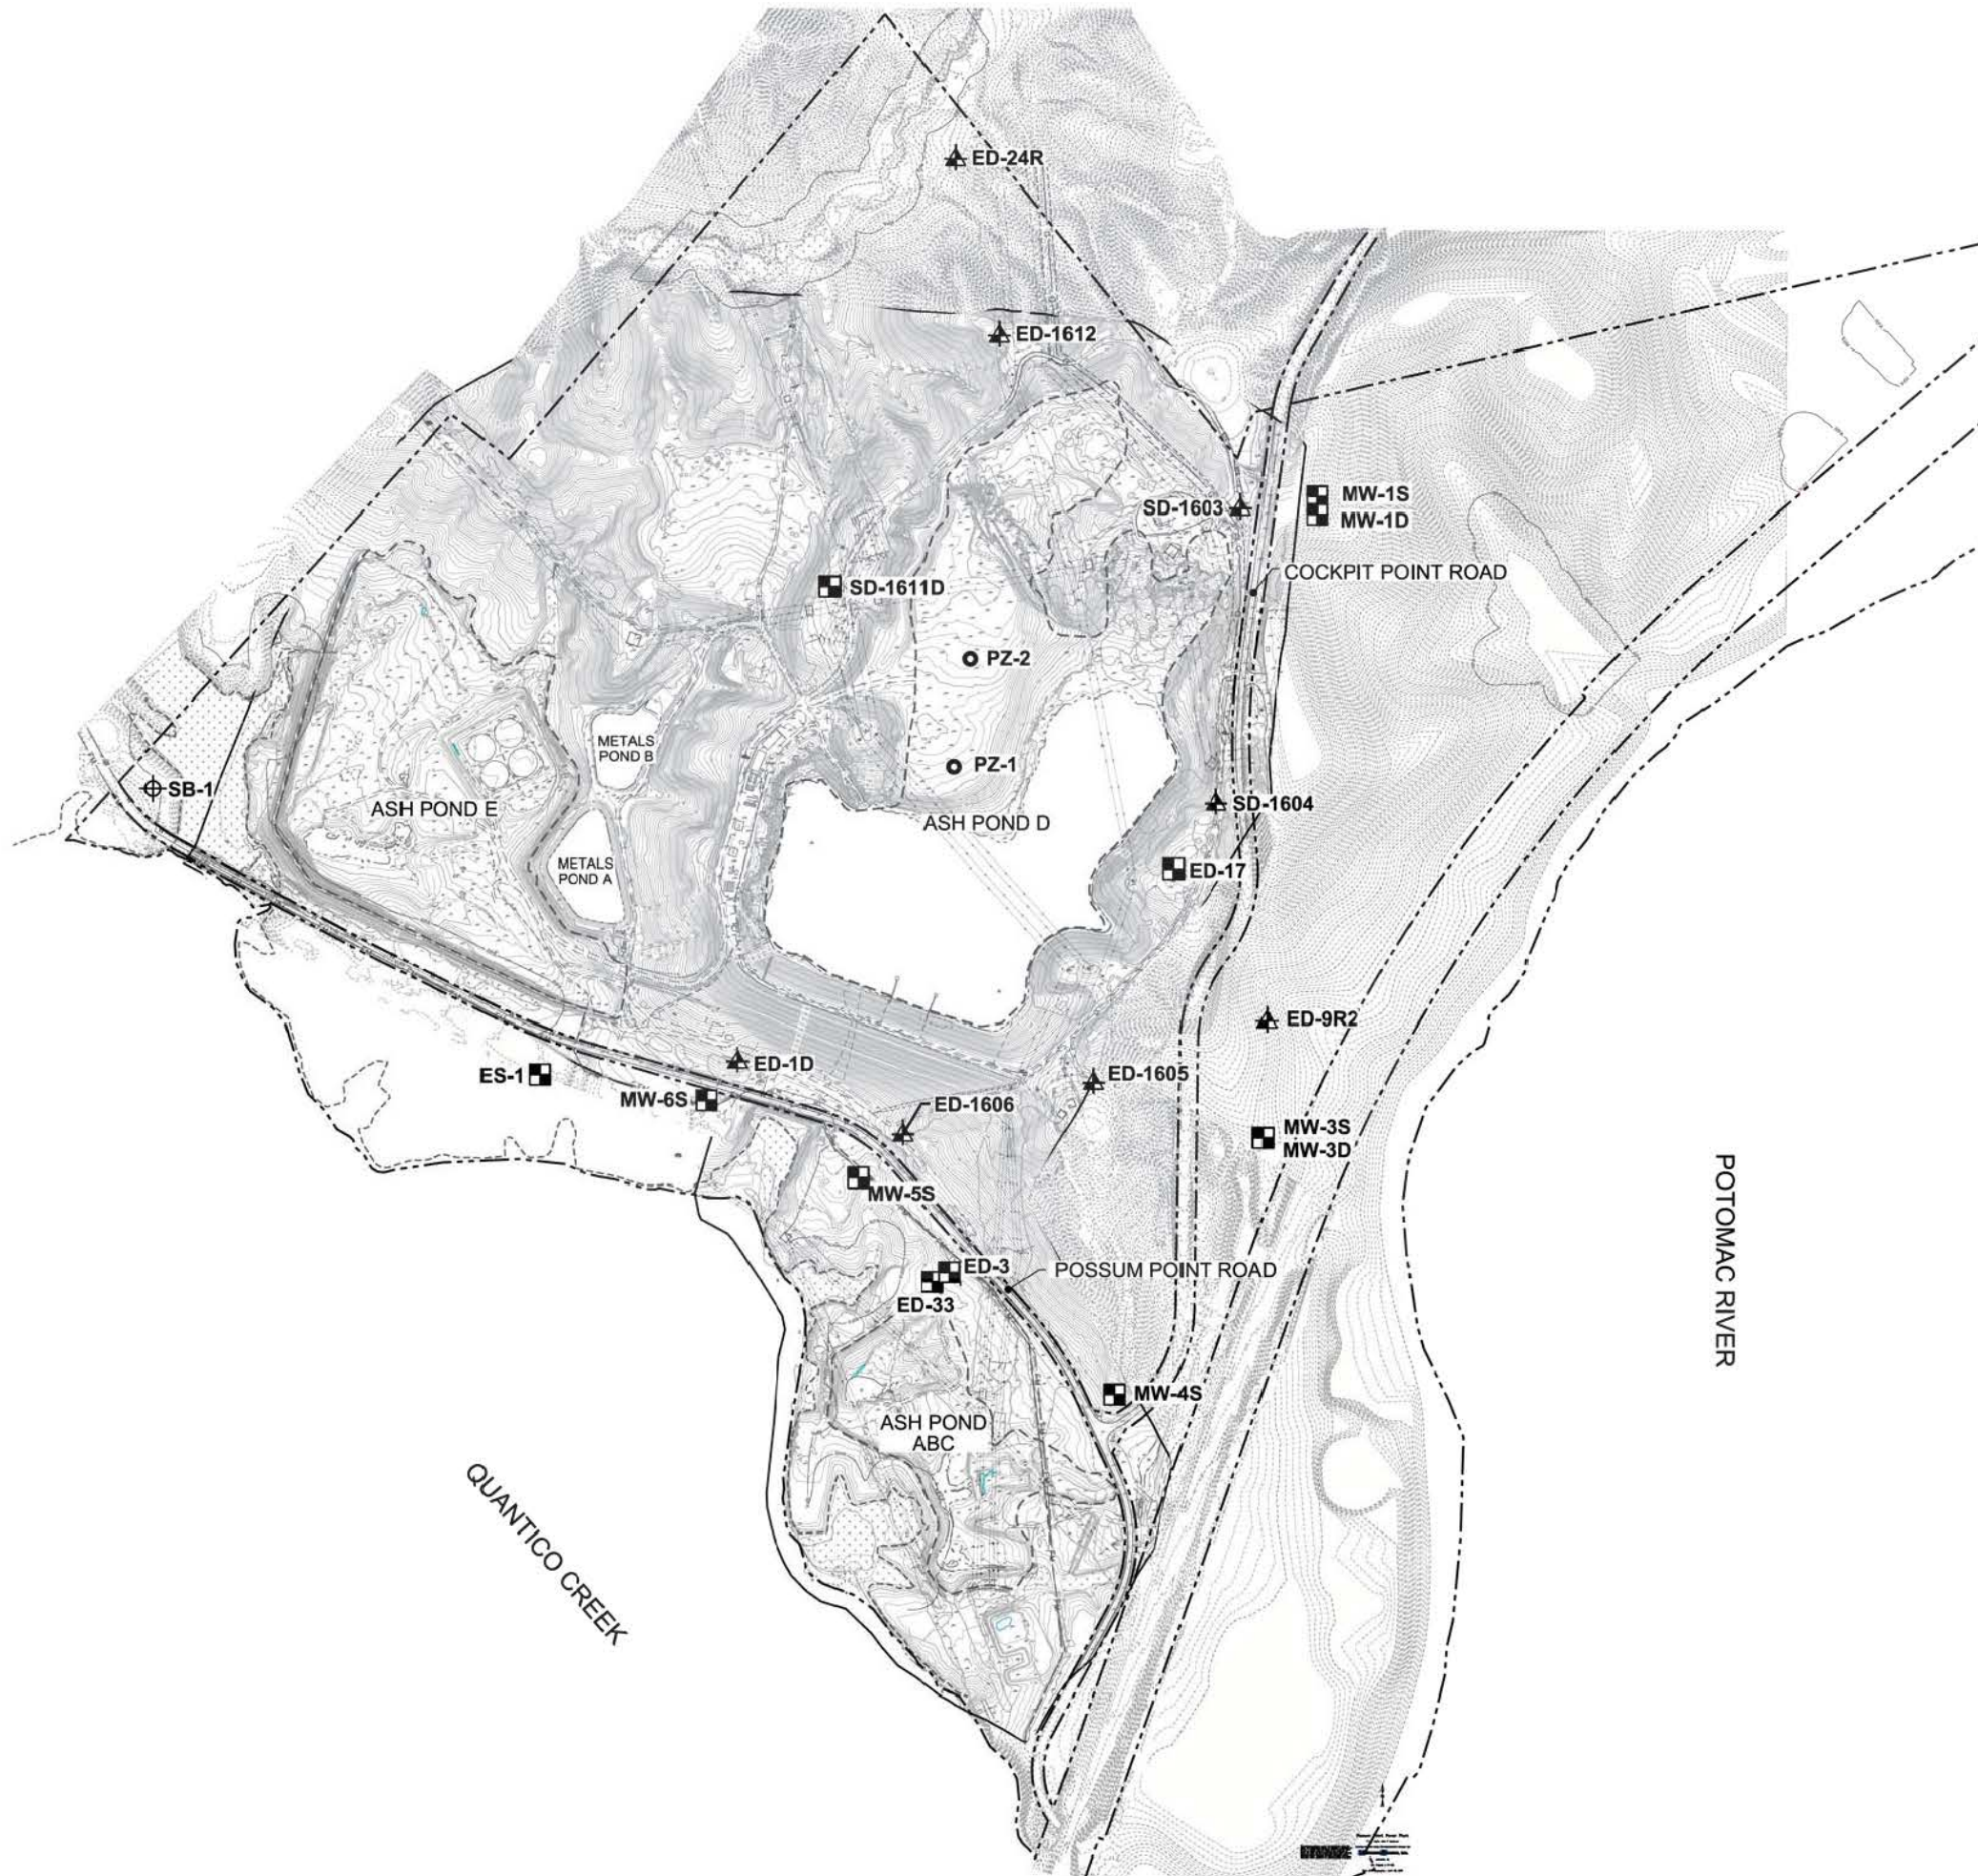 ED-24R
ED-1612
MW-1S
SD-1603
MW-1D
COCKPIT POINT ROAD
SD-1611D
PZ-2
METALS
POND B
PZ-1
SB-1
ASH POND E
SD-1604
ASH POND D
METALS
POND A
ED-17
ED-9R2
ED-1D
ES-1
ED-1605
MW-6S
ED-1606
MW-3S
MW-3D
MW-5S
ED-3
POSSUM POINT ROAD
ED-33
POTOMAC RIVER
MW-4S
ASH POND
ABC
QUANTICO CREEK